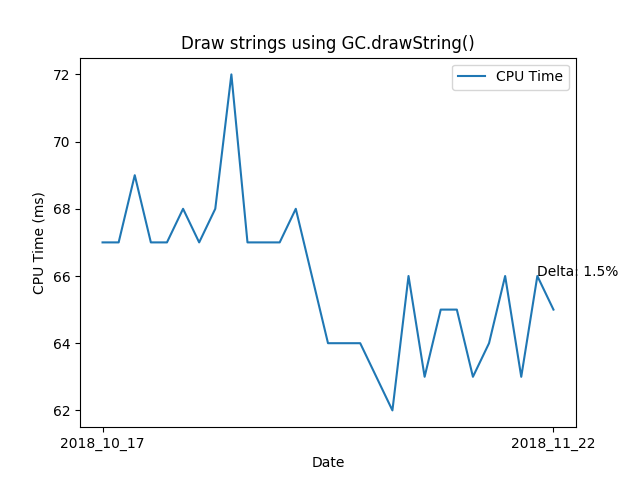 Draw strings using GC.drawString()
CPU Time
72
70
68
66
64
62
CPU Time (ms)
Delta: 1.5%
2018_10_17
2018_11_22
Date